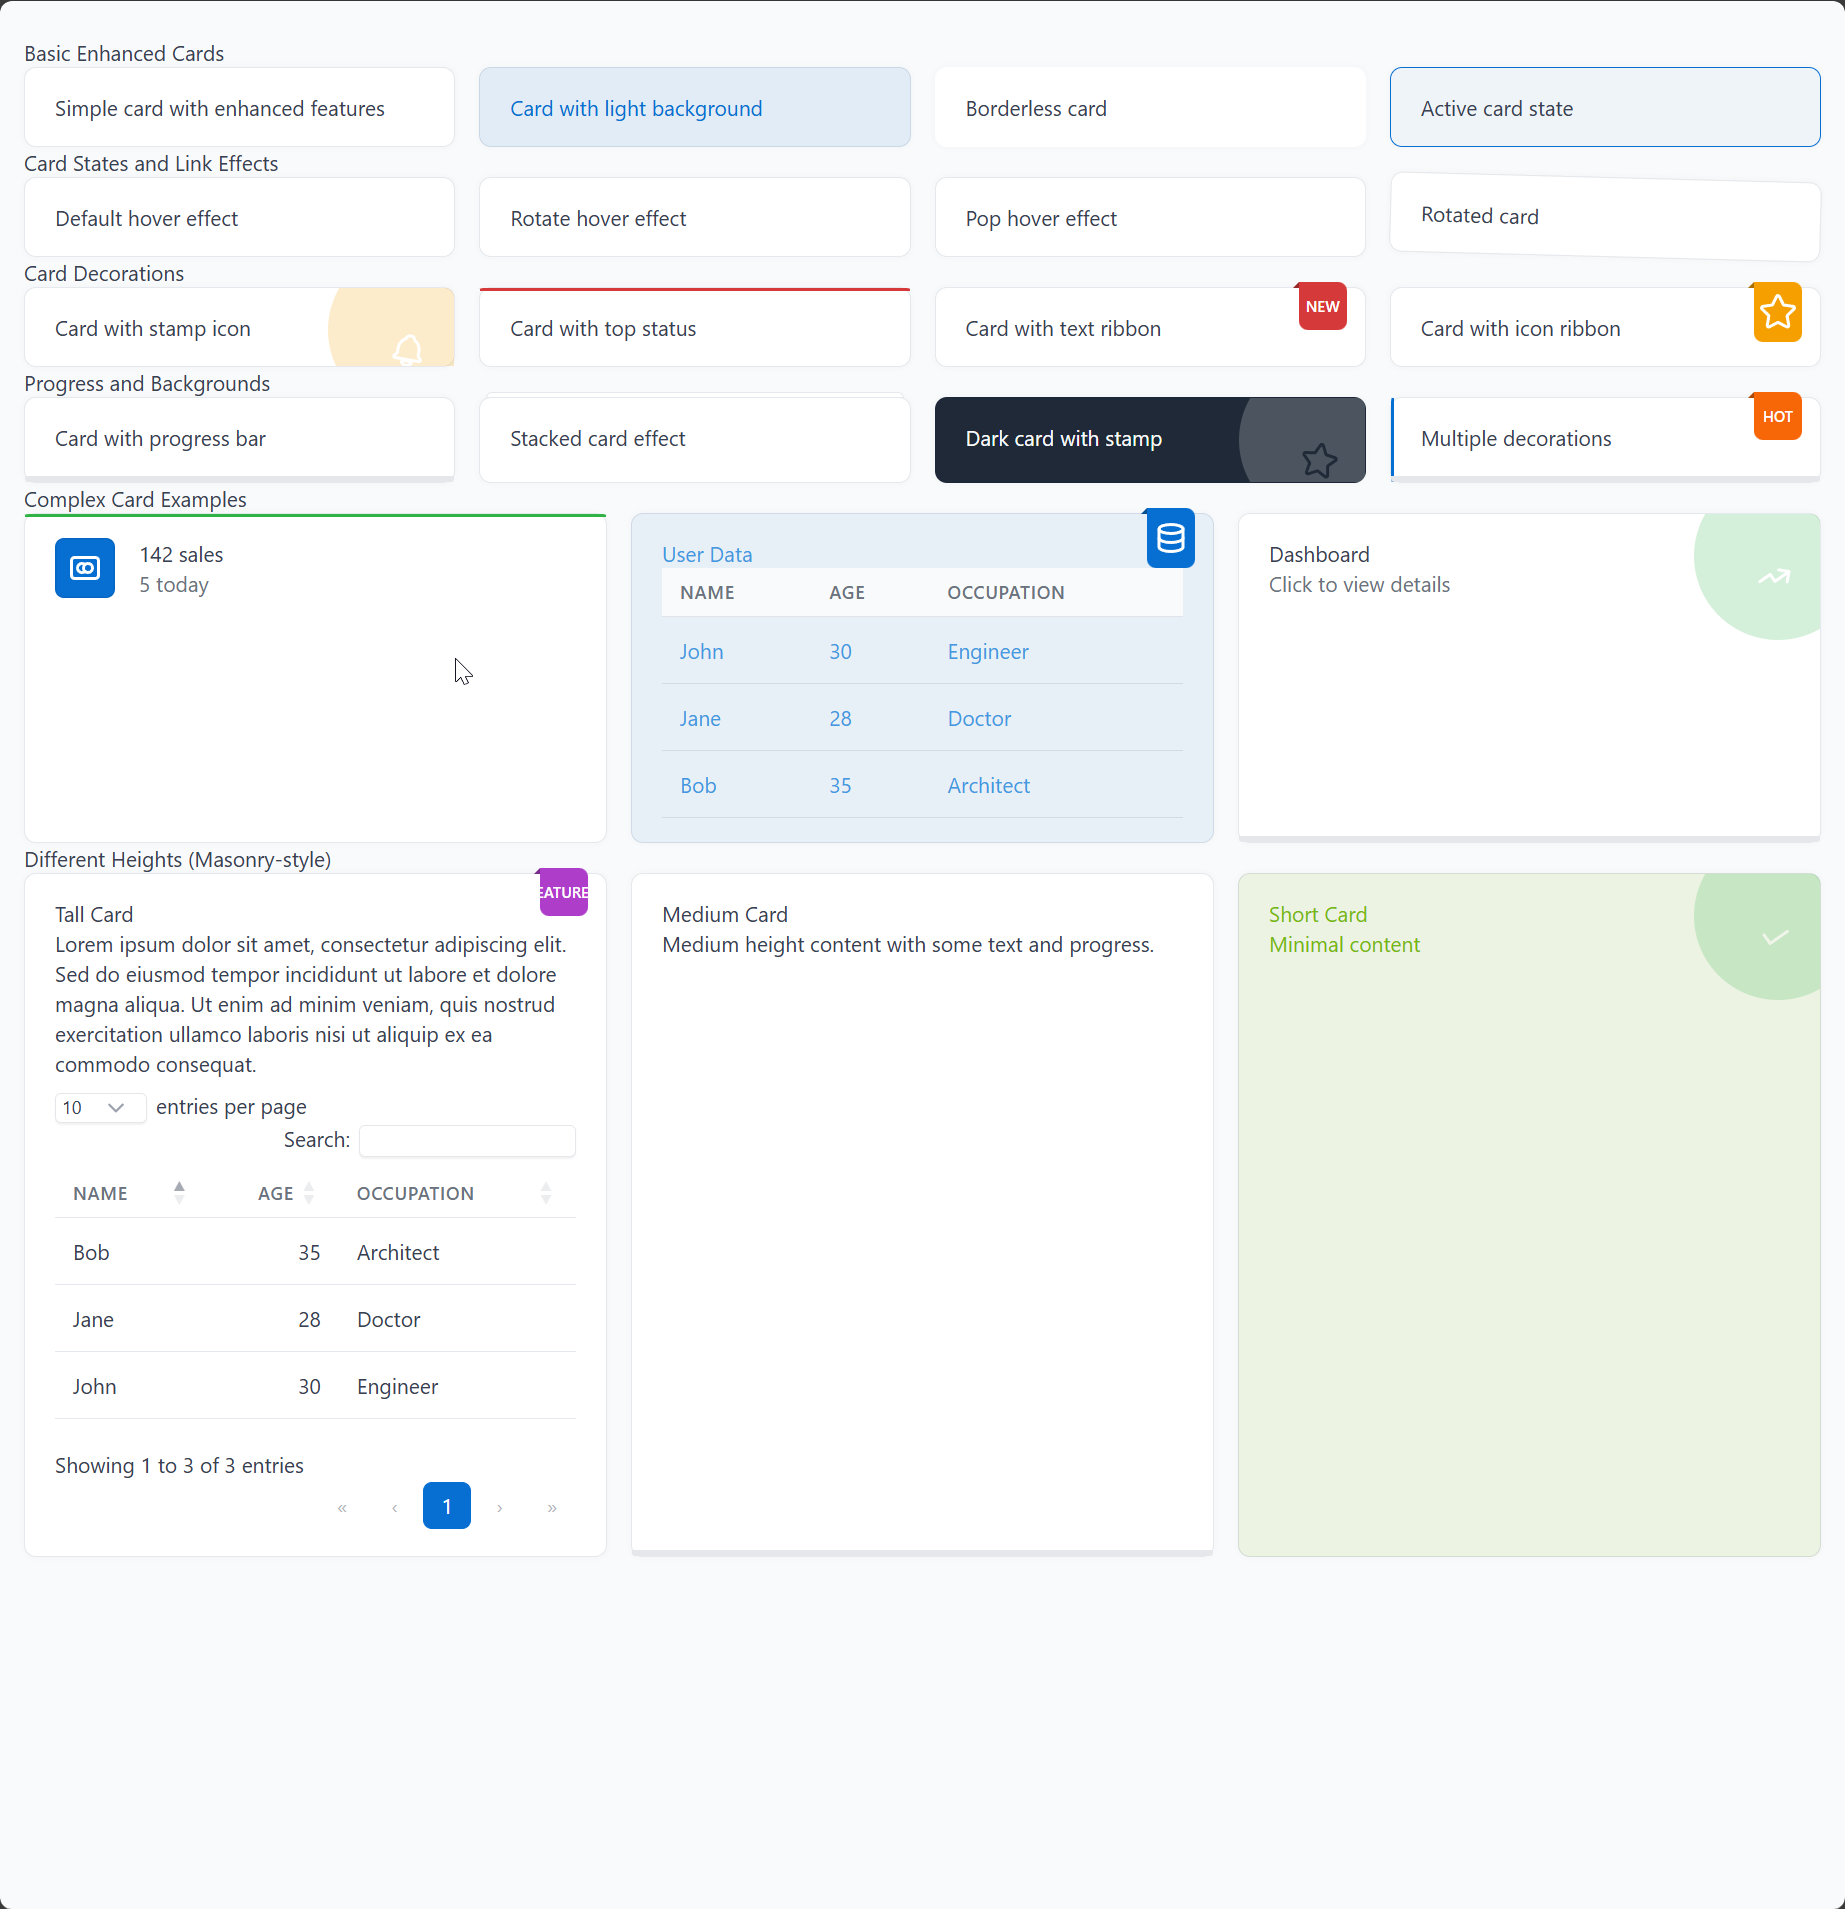 Basic Enhanced Cards
Simple card with enhanced features
Card with light background
Borderless card
Active card state
Card States and Link Effects
Default hover effect
Rotate hover effect
Pop hover effect
Rotated card
Card Decorations
Card with stamp icon
Card with top status
Card with text ribbon
NEW
Card with icon ribbon
Progress and Backgrounds
Card with progress bar
Stacked card effect
Dark card with stamp
Multiple decorations
HOT
Complex Card Examples
142 sales
5 today
User Data
NAME AGE OCCUPATION
John 30 Engineer
Jane 28 Doctor
Bob 35 Architect
Dashboard
Click to view details
Different Heights (Masonry-style)
EATURE
Tall Card
Lorem ipsum dolor sit amet, consectetur adipiscing elit.
Sed do eiusmod tempor incididunt ut labore et dolore
magna aliqua. Ut enim ad minim veniam, quis nostrud
exercitation ullamco laboris nisi ut aliquip ex ea
commodo consequat.
10 entries per page
Search:
NAME AGE OCCUPATION
Bob 35 Architect
Jane 28 Doctor
John 30 Engineer
Showing 1 to 3 of 3 entries
« ‹ 1 › »
Medium Card
Medium height content with some text and progress.
Short Card
Minimal content